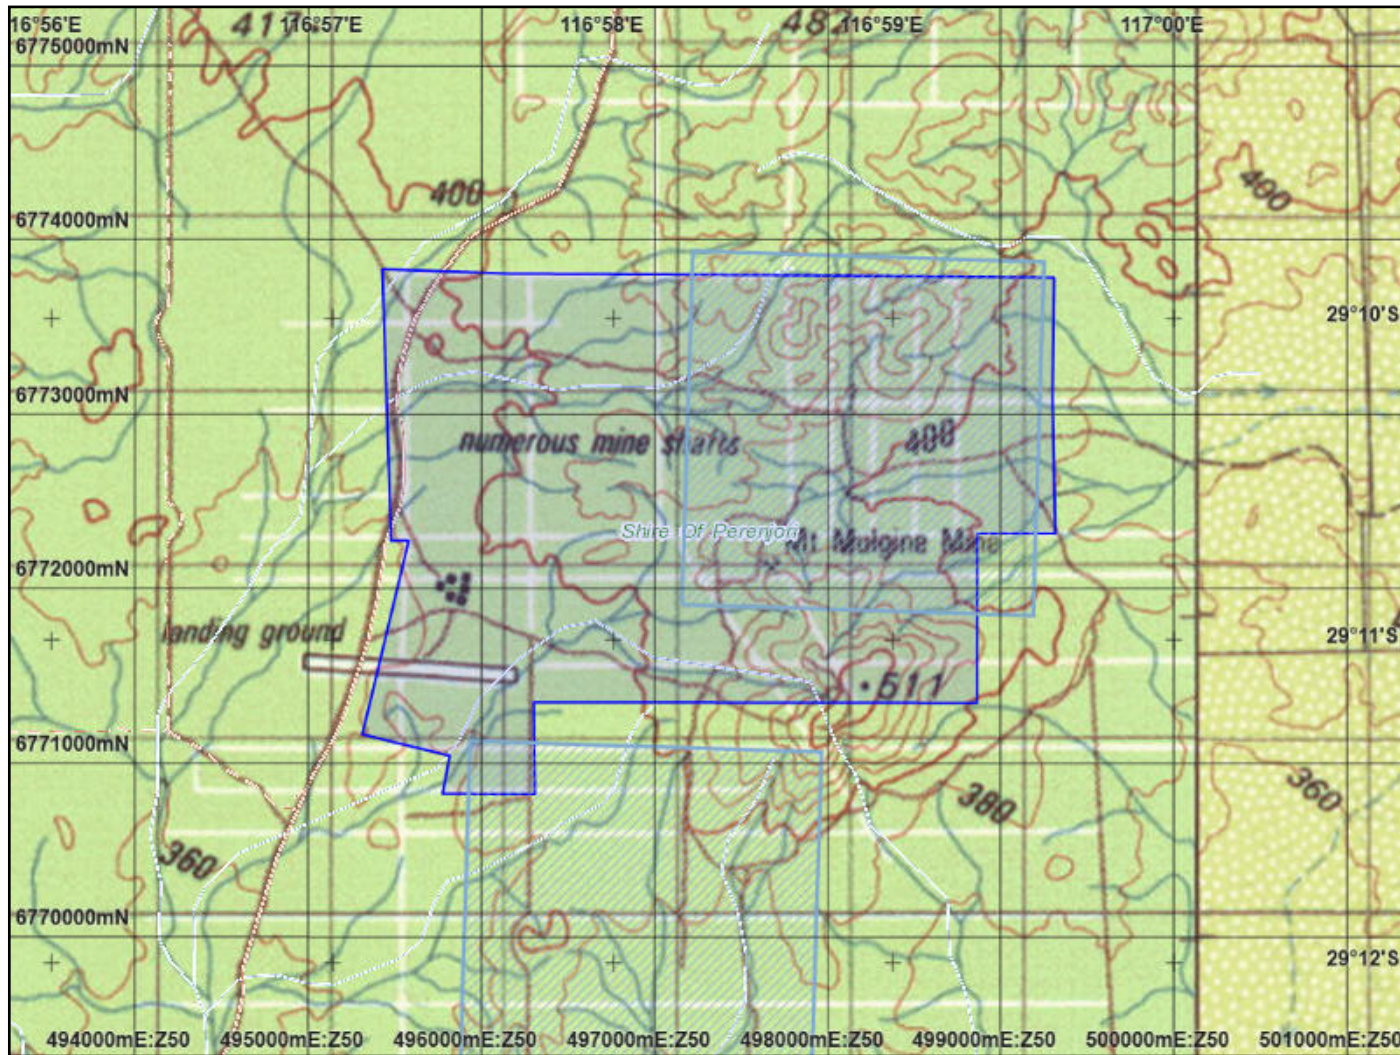 16°56'E
417
116°57'E
116°58'E
482
116°59'E
117°00'E
6775000mN
400
400
6774000mN
29°10'S
6773000mN
numerous mine shafts
400
Shire Of Perenjori
Mt Mulgine Mine
6772000mN
landing ground
29°11'S
511
6771000mN
380
360
360
6770000mN
29°12'S
494000mE:Z50
495000mE:Z50
496000mE:Z50
497000mE:Z50
498000mE:Z50
499000mE:Z50
500000mE:Z50
501000mE:Z50